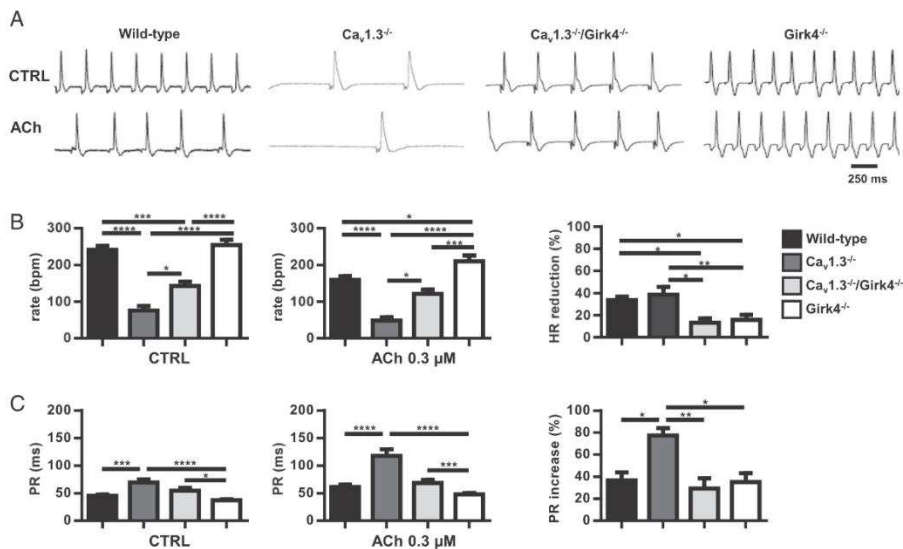 A
Wild-type Caᵥ1.3⁻/⁻ Caᵥ1.3⁻/⁻/Girk4⁻/⁻ Girk4⁻/⁻
CTRL
ACh
250 ms
B
rate (bpm)
300
200
100
0
*** ****
**** ****
*
CTRL
rate (bpm)
300
200
100
0
*
**** ****
***
*
ACh 0.3 µM
HR reduction (%)
100
80
60
40
20
0
*
*
**
*
Wild-type
Caᵥ1.3⁻/⁻
Caᵥ1.3⁻/⁻/Girk4⁻/⁻
Girk4⁻/⁻
C
PR (ms)
200
150
100
50
0
*** ****
*
CTRL
PR (ms)
200
150
100
50
0
**** ****
***
ACh 0.3 µM
PR increase (%)
100
80
60
40
20
0
*
* **